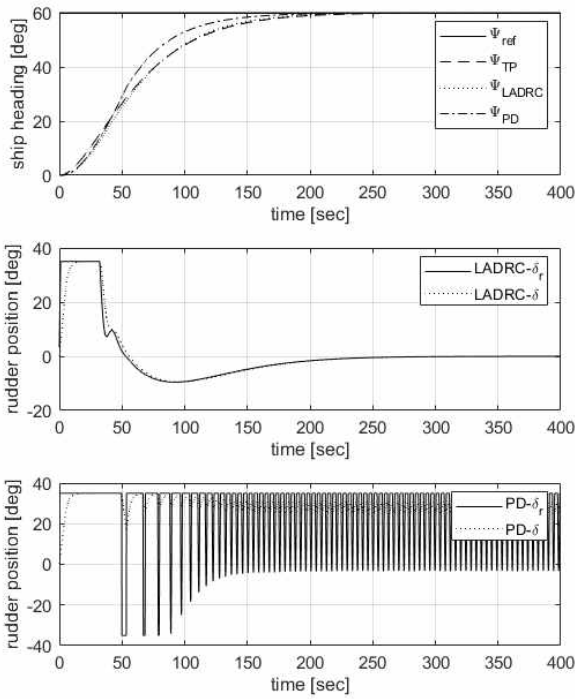 60
40
20
0
ship heading [deg]
Ψref
ΨTP
ΨLADRC
ΨPD
0 50 100 150 200 250 300 350 400
time [sec]
40
20
0
-20
rudder position [deg]
LADRC-δr
LADRC-δ
0 50 100 150 200 250 300 350 400
time [sec]
40
20
0
-20
-40
rudder position [deg]
PD-δr
PD-δ
0 50 100 150 200 250 300 350 400
time [sec]